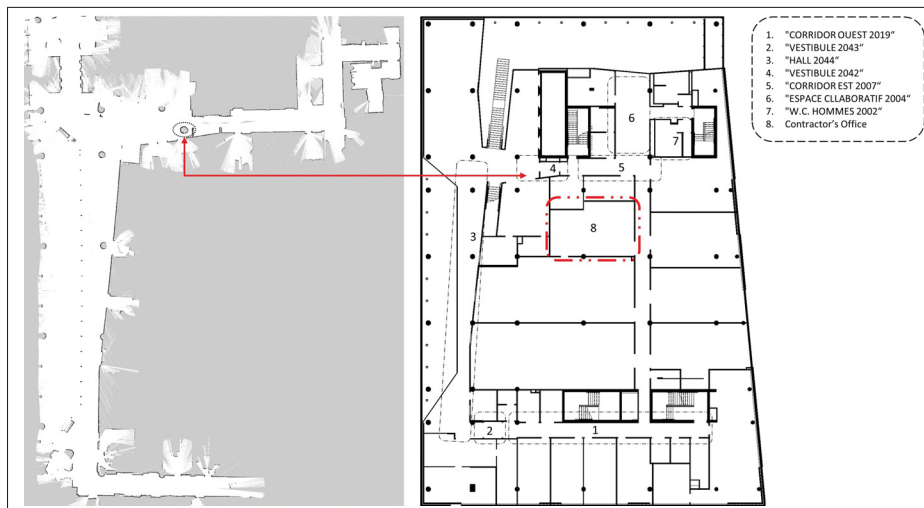 1. "CORRIDOR OUEST 2019"
2. "VESTIBULE 2043"
3. "HALL 2044"
4. "VESTIBULE 2042"
5. "CORRIDOR EST 2007"
6. "ESPACE CLLABORATIF 2004"
7. "W.C. HOMMES 2002"
8. Contractor's Office
6
7
4
5
8
3
2
1